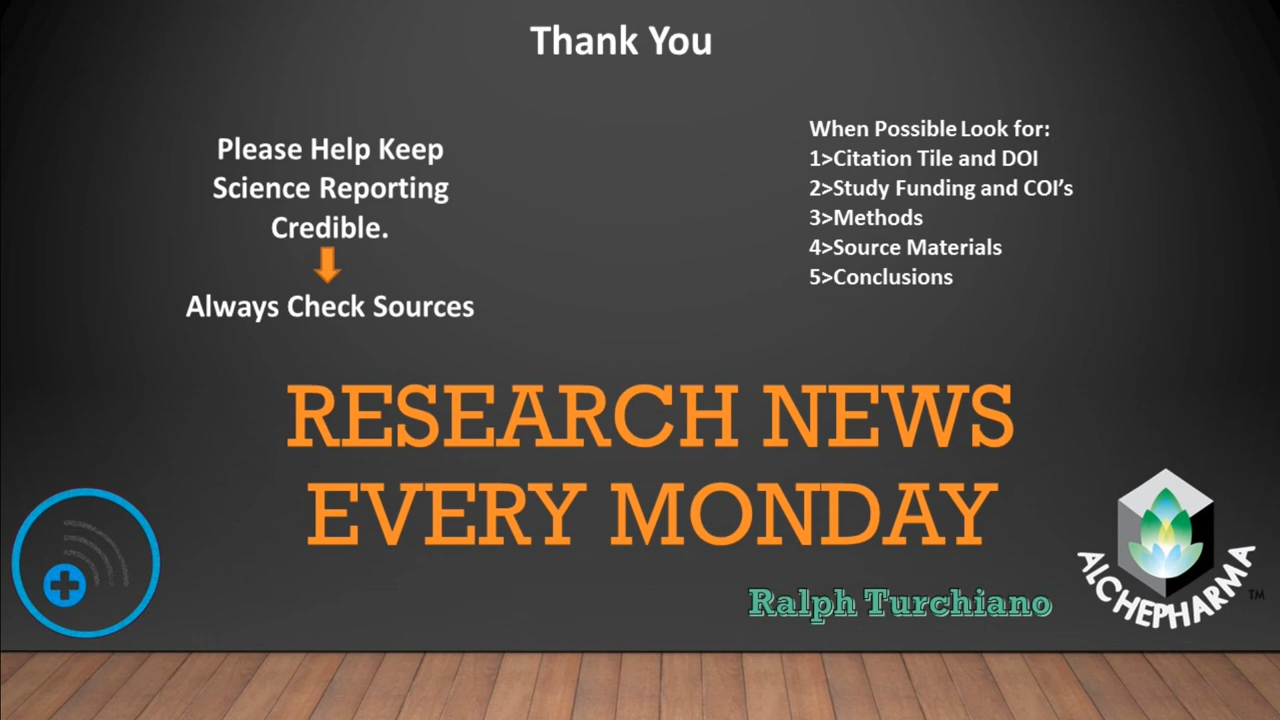 Thank You
Please Help Keep
Science Reporting
Credible.
Always Check Sources
When Possible Look for:
1>Citation Tile and DOI
2>Study Funding and COI’s
3>Methods
4>Source Materials
5>Conclusions
RESEARCH NEWS
EVERY MONDAY
Ralph Turchiano
ALCHEPHARMA TM